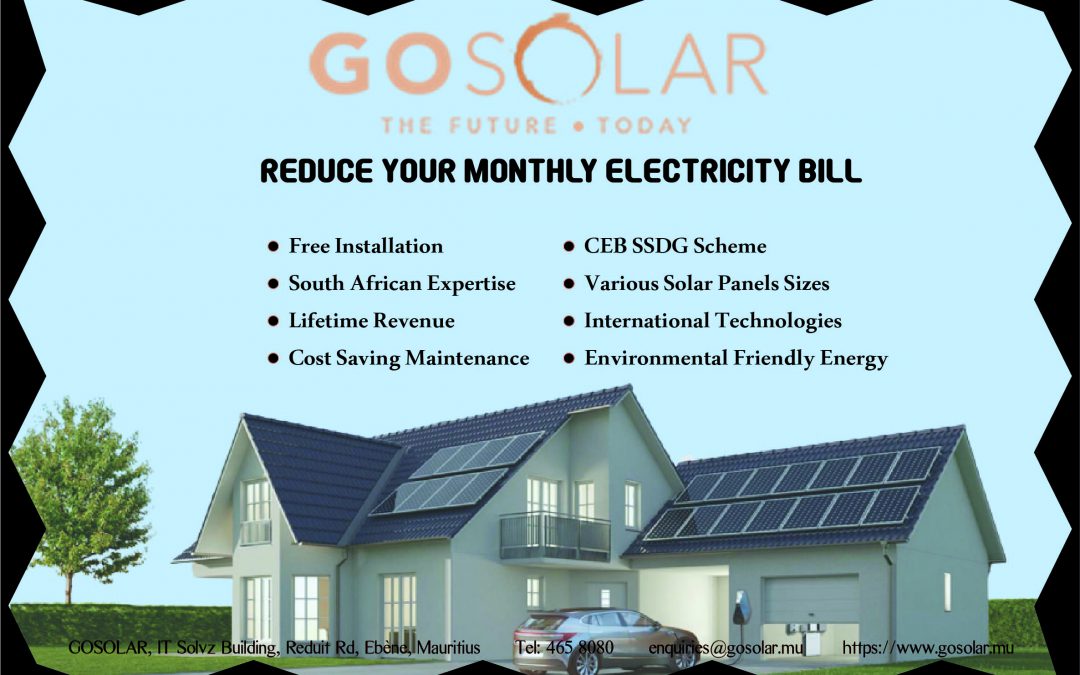 GOSOLAR
THE FUTURE • TODAY
REDUCE YOUR MONTHLY ELECTRICITY BILL
• Free Installation
• South African Expertise
• Lifetime Revenue
• Cost Saving Maintenance
• CEB SSDG Scheme
• Various Solar Panels Sizes
• International Technologies
• Environmental Friendly Energy
GOSOLAR, IT Solvz Building, Reduit Rd, Ebène, Mauritius Tel: 465 8080 enquiries@gosolar.mu https://www.gosolar.mu